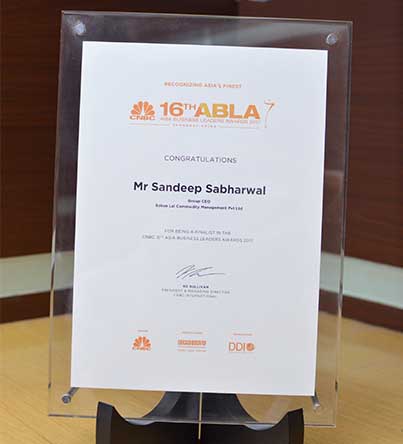 RECOGNIZING ASIA'S FINEST
CNBC 16TH ABLA
ASIA BUSINESS LEADERS AWARDS 2017
CONGRATULATIONS
Mr Sandeep Sabharwal
Group CEO
Sohan Lal Commodity Management Pvt Ltd
FOR BEING A FINALIST IN THE
CNBC 16TH ASIA BUSINESS LEADERS AWARDS 2017
KC SULLIVAN
PRESIDENT & MANAGING DIRECTOR
CNBC INTERNATIONAL
CNBC
DDI